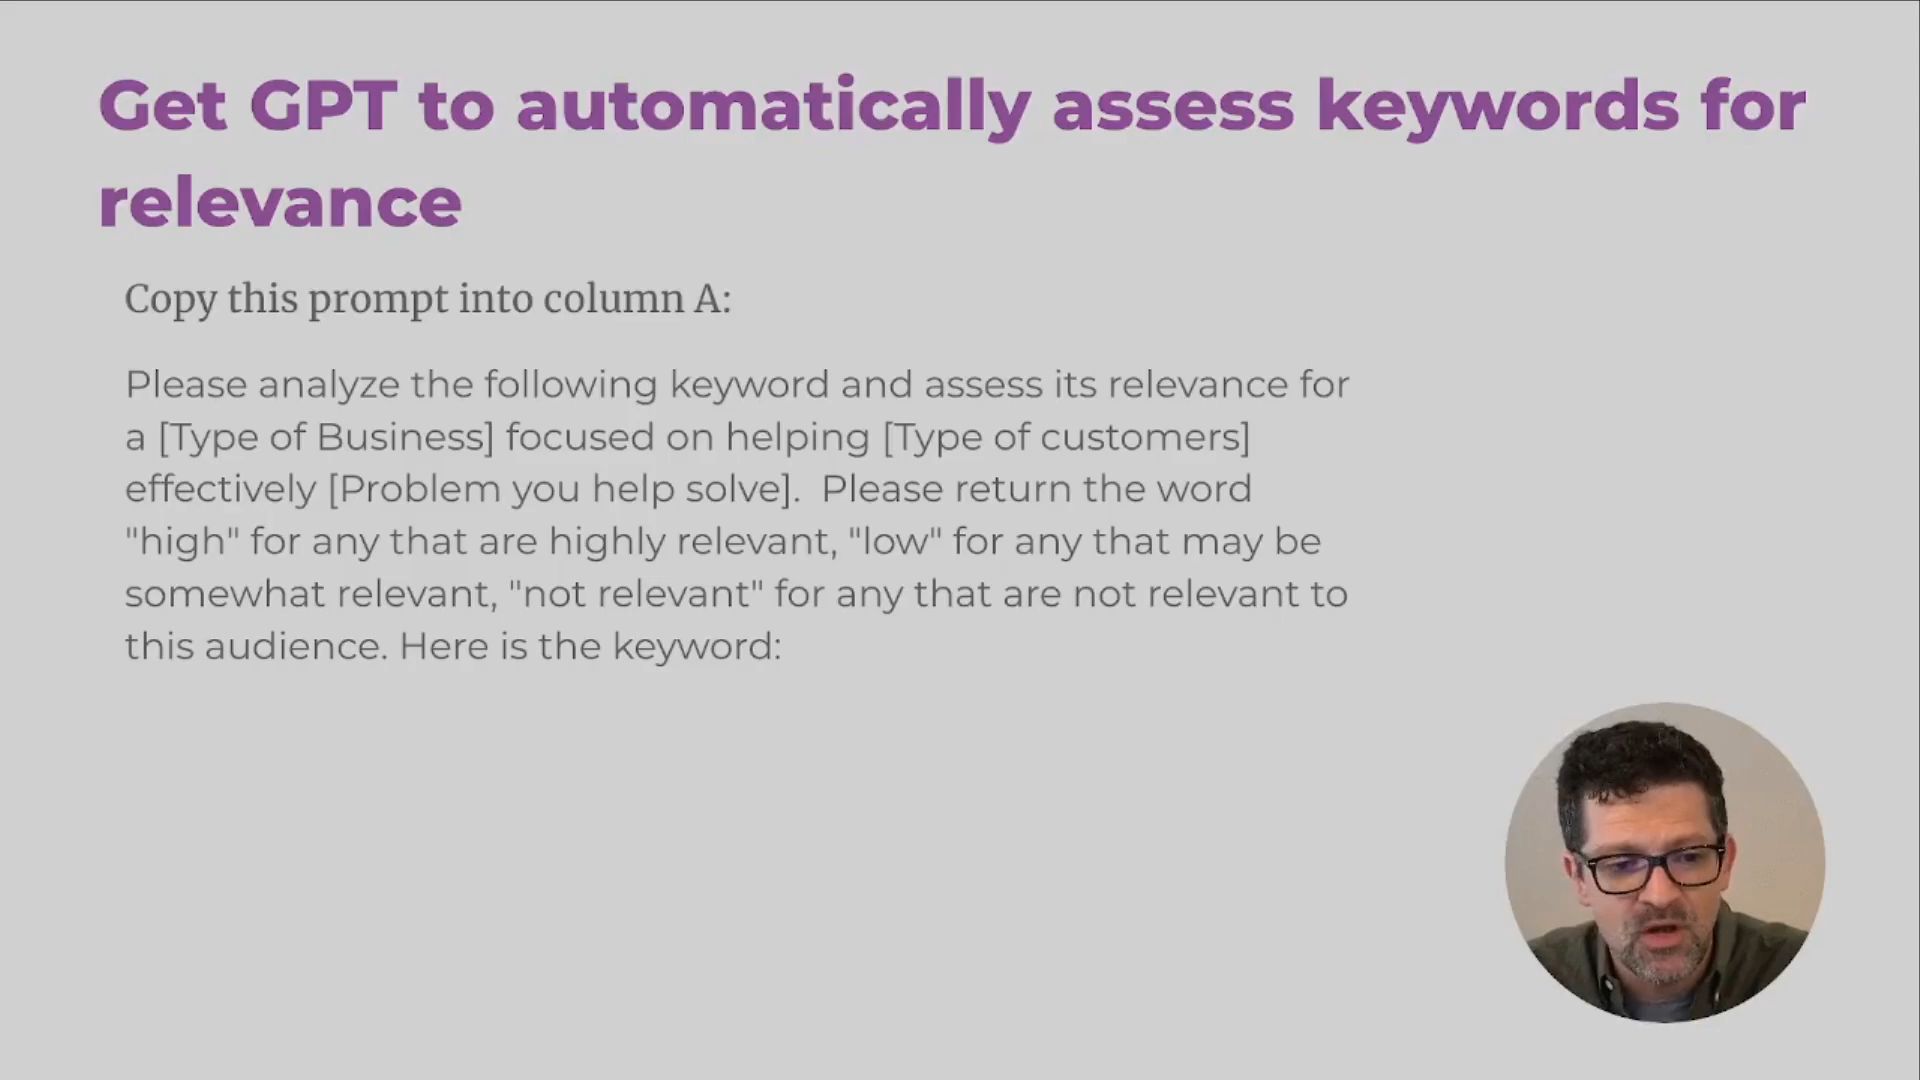 Get GPT to automatically assess keywords for
relevance
Copy this prompt into column A:
Please analyze the following keyword and assess its relevance for
a [Type of Business] focused on helping [Type of customers]
effectively [Problem you help solve].  Please return the word
"high" for any that are highly relevant, "low" for any that may be
somewhat relevant, "not relevant" for any that are not relevant to
this audience. Here is the keyword: